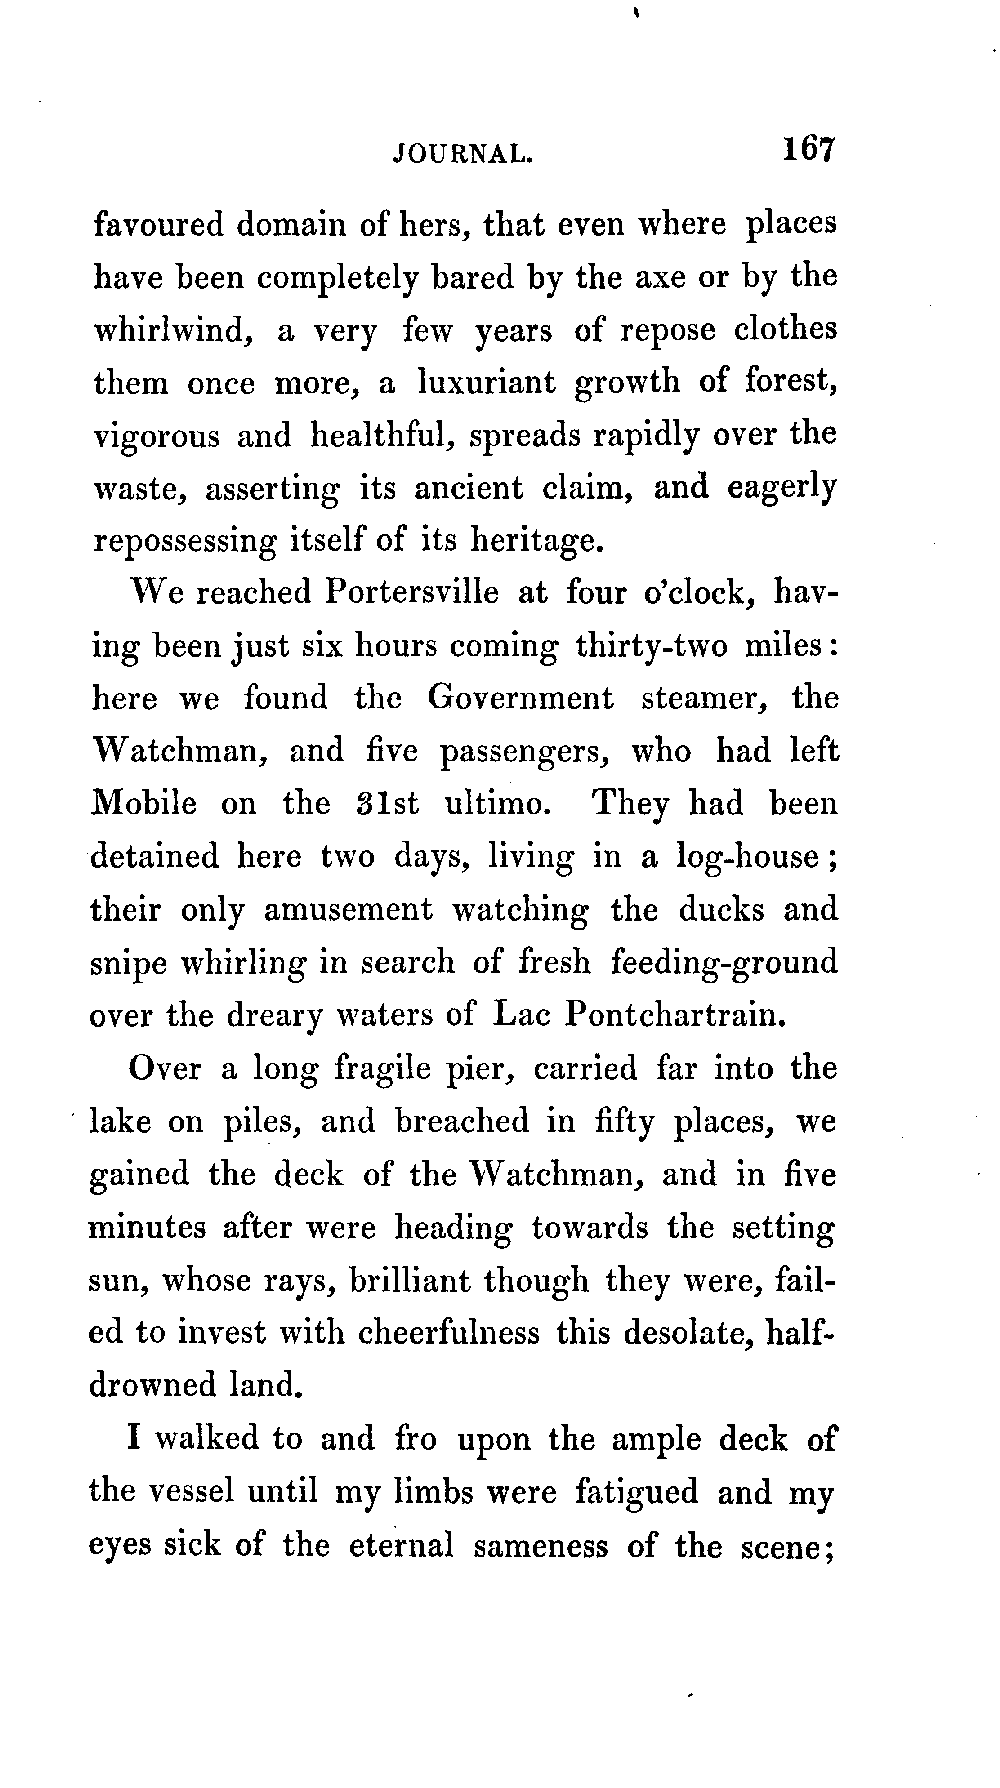 JOURNAL. 167
favoured domain of hers, that even where places
have been completely bared by the axe or by the
whirlwind, a very few years of repose clothes
them once more, a luxuriant growth of forest,
vigorous and healthful, spreads rapidly over the
waste, asserting its ancient claim, and eagerly
repossessing itself of its heritage.
We reached Portersville at four o'clock, hav-
ing been just six hours coming thirty-two miles:
here we found the Government steamer, the
Watchman, and five passengers, who had left
Mobile on the 31st ultimo. They had been
detained here two days, living in a log-house;
their only amusement watching the ducks and
snipe whirling in search of fresh feeding-ground
over the dreary waters of Lac Pontchartrain.
Over a long fragile pier, carried far into the
lake on piles, and breached in fifty places, we
gained the deck of the Watchman, and in five
minutes after were heading towards the setting
sun, whose rays, brilliant though they were, fail-
ed to invest with cheerfulness this desolate, half-
drowned land.
I walked to and fro upon the ample deck of
the vessel until my limbs were fatigued and my
eyes sick of the eternal sameness of the scene;